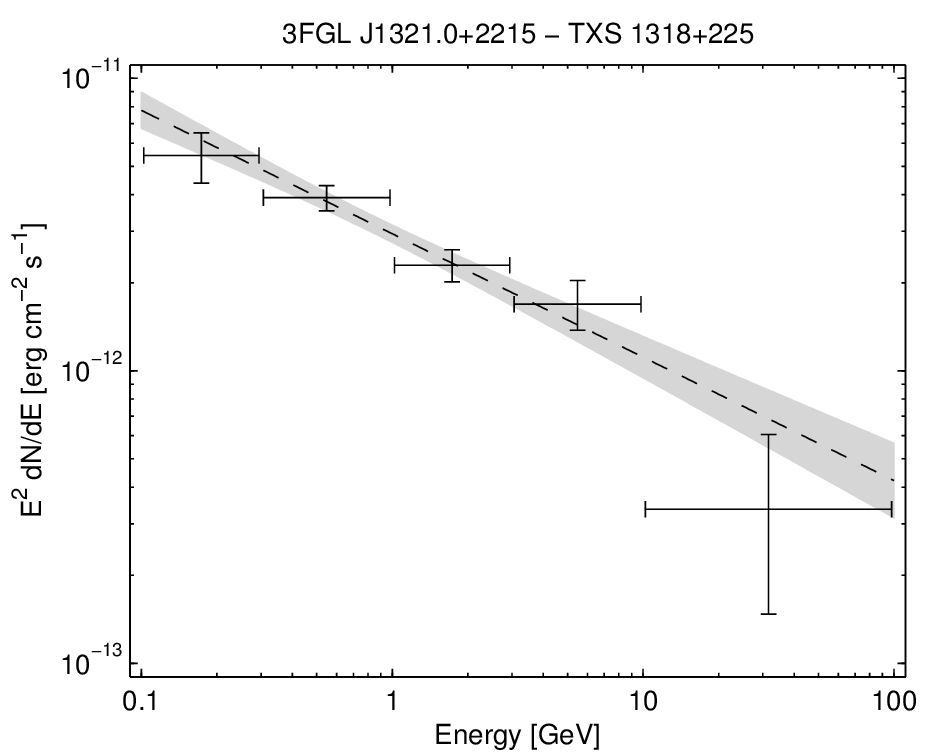 3FGL J1321.0+2215 − TXS 1318+225
10⁻¹¹
10⁻¹²
10⁻¹³
E² dN/dE [erg cm⁻² s⁻¹]
0.1 1 10 100
Energy [GeV]